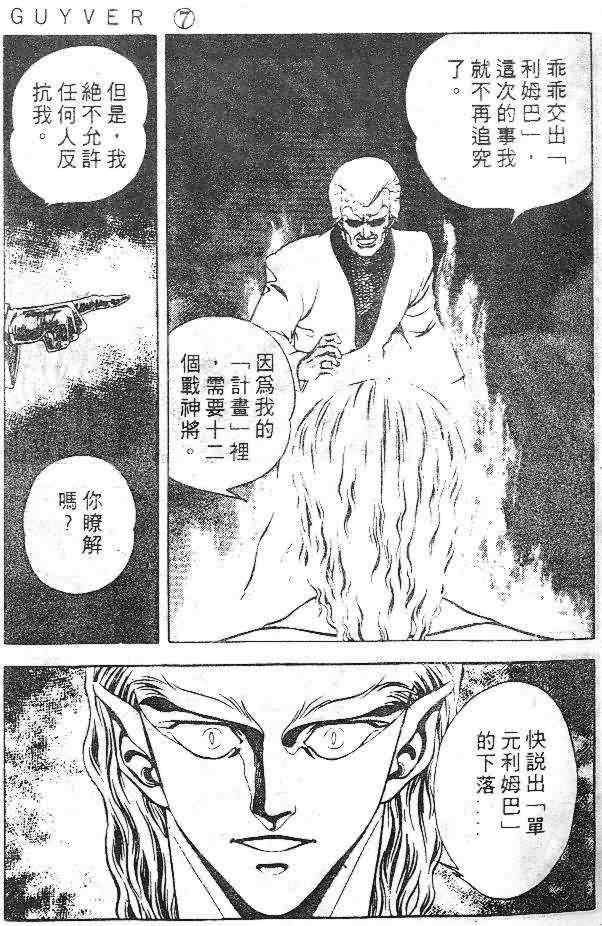 GUYVER ⑦
乖乖交出「
利姆巴」，
這次的事我
就不再追究
了。
因為我的
「計畫」裡
，需要十二
個戰神將。
但是，我
絕不允許
任何人反
抗我。
你瞭解
嗎？
快說出「單
元利姆巴」
的下落....